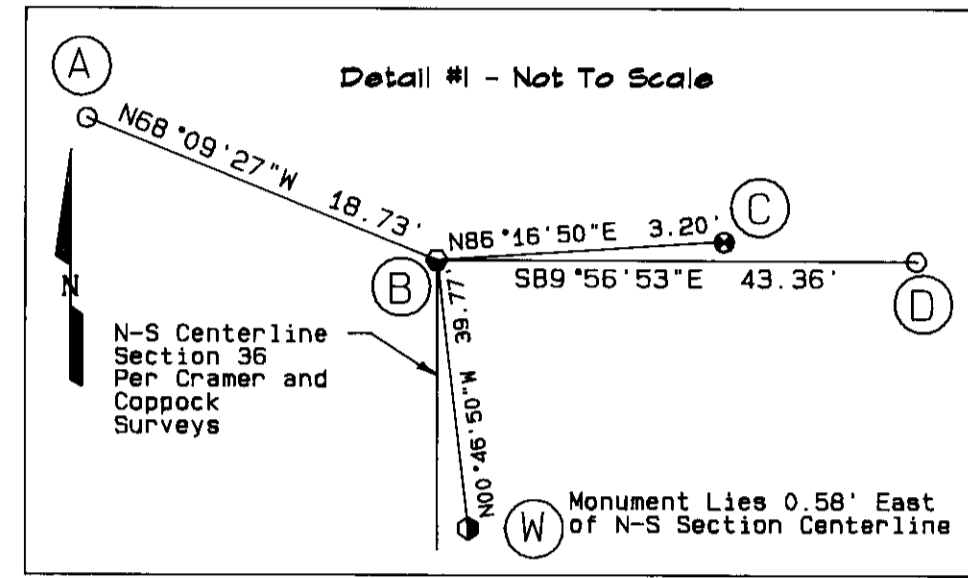 A
Detail #1 - Not To Scale
N68°09'27"W 18.73'
C
N86°16'50"E 3.20'
B
S89°56'53"E 43.36'
D
N
N00°46'50"W 39.77'
N-S Centerline
Section 36
Per Cramer and
Coppock
Surveys
W
Monument Lies 0.58' East
of N-S Section Centerline